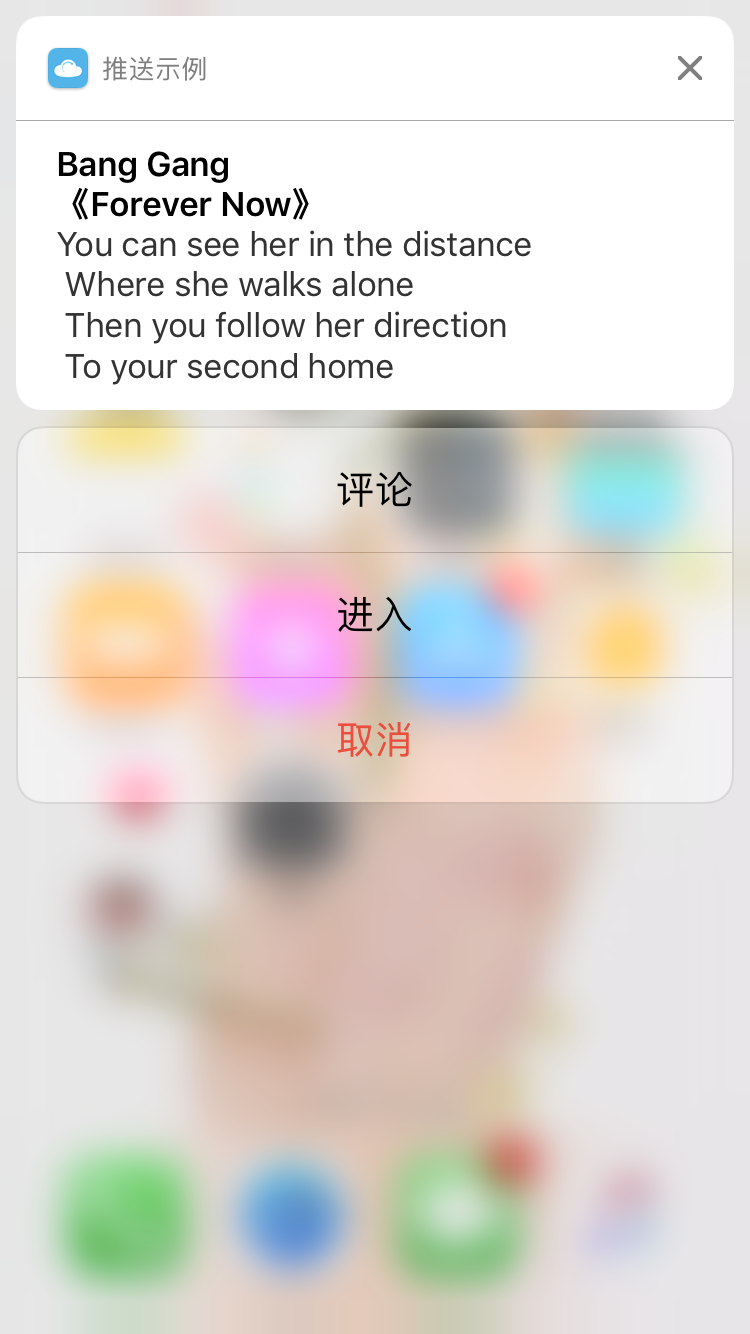 推送示例
Bang Gang
《Forever Now》
You can see her in the distance
Where she walks alone
Then you follow her direction
To your second home
评论
进入
取消